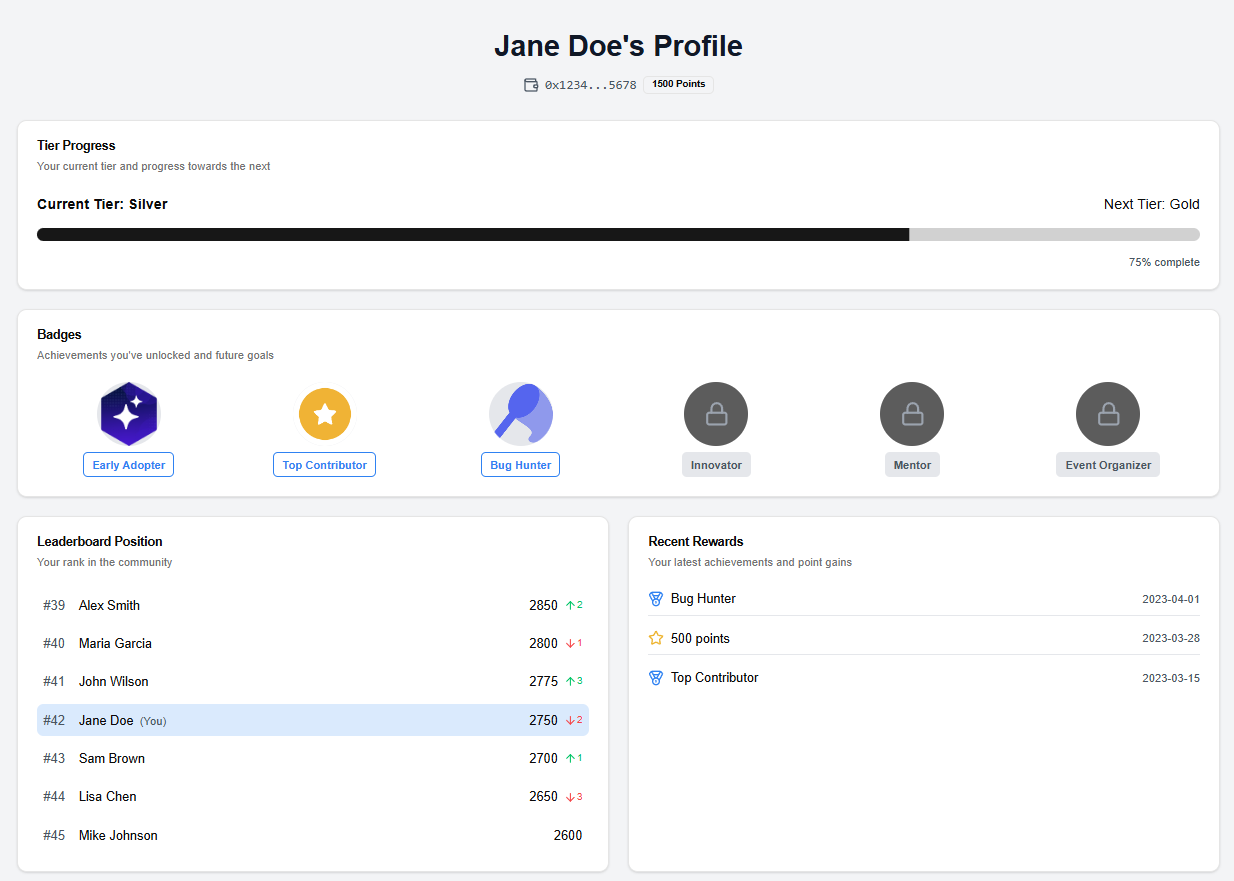 Jane Doe's Profile
0x1234...5678 1500 Points
Tier Progress
Your current tier and progress towards the next
Current Tier: Silver Next Tier: Gold
75% complete
Badges
Achievements you've unlocked and future goals
Early Adopter Top Contributor Bug Hunter Innovator Mentor Event Organizer
Leaderboard Position
Your rank in the community
#39 Alex Smith 2850 2
#40 Maria Garcia 2800 1
#41 John Wilson 2775 3
#42 Jane Doe (You) 2750 2
#43 Sam Brown 2700 1
#44 Lisa Chen 2650 3
#45 Mike Johnson 2600
Recent Rewards
Your latest achievements and point gains
Bug Hunter 2023-04-01
500 points 2023-03-28
Top Contributor 2023-03-15